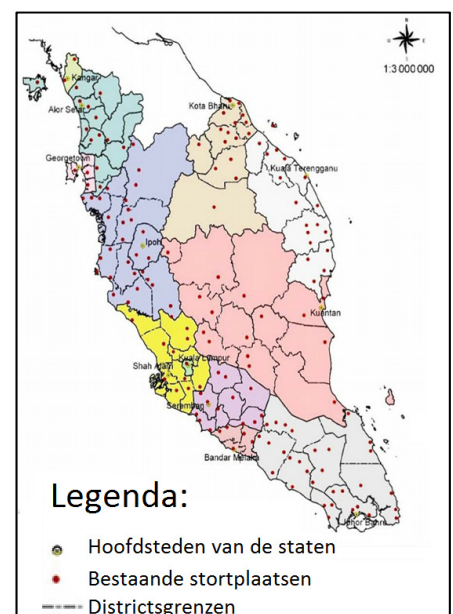 1:3 000 000
Kangar
Alor Setar
Kota Bharu
Georgetown
Kuala Terengganu
Ipoh
Kuantan
Kuala Lumpur
Shah Alam
Seremban
Bandar Melaka
Johor Bahru
Legenda:
Hoofdsteden van de staten
Bestaande stortplaatsen
Districtsgrenzen